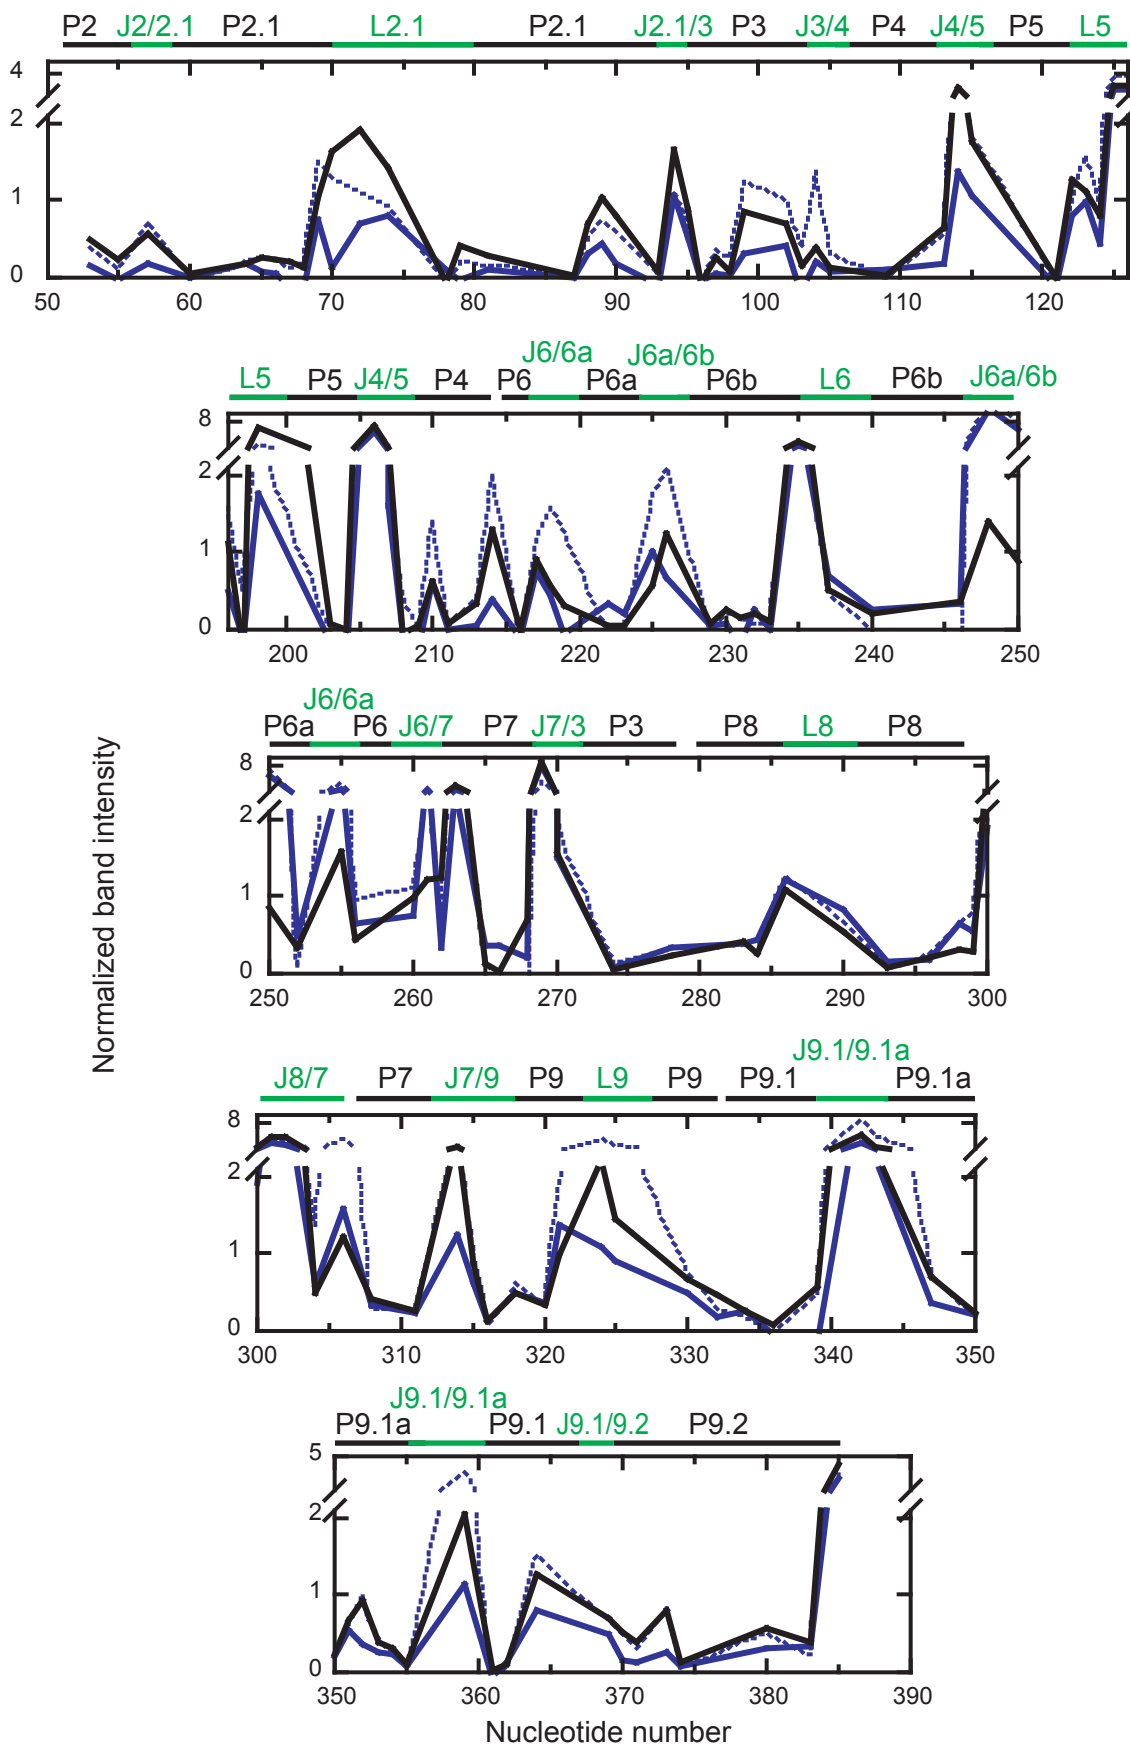 P2 J2/2.1 P2.1 L2.1 P2.1 J2.1/3 P3 J3/4 P4 J4/5 P5 L5
4
2
1
0
50 60 70 80 90 100 110 120
J6/6a J6a/6b
L5 P5 J4/5 P4 P6 P6a P6b L6 P6b J6a/6b
8
2
1
0
200 210 220 230 240 250
J6/6a
P6a P6 J6/7 P7 J7/3 P3 P8 L8 P8
8
2
1
0
250 260 270 280 290 300
Normalized band intensity
J9.1/9.1a
J8/7 P7 J7/9 P9 L9 P9 P9.1 P9.1a
8
2
1
0
300 310 320 330 340 350
J9.1/9.1a
P9.1a P9.1 J9.1/9.2 P9.2
5
2
1
0
350 360 370 380 390
Nucleotide number